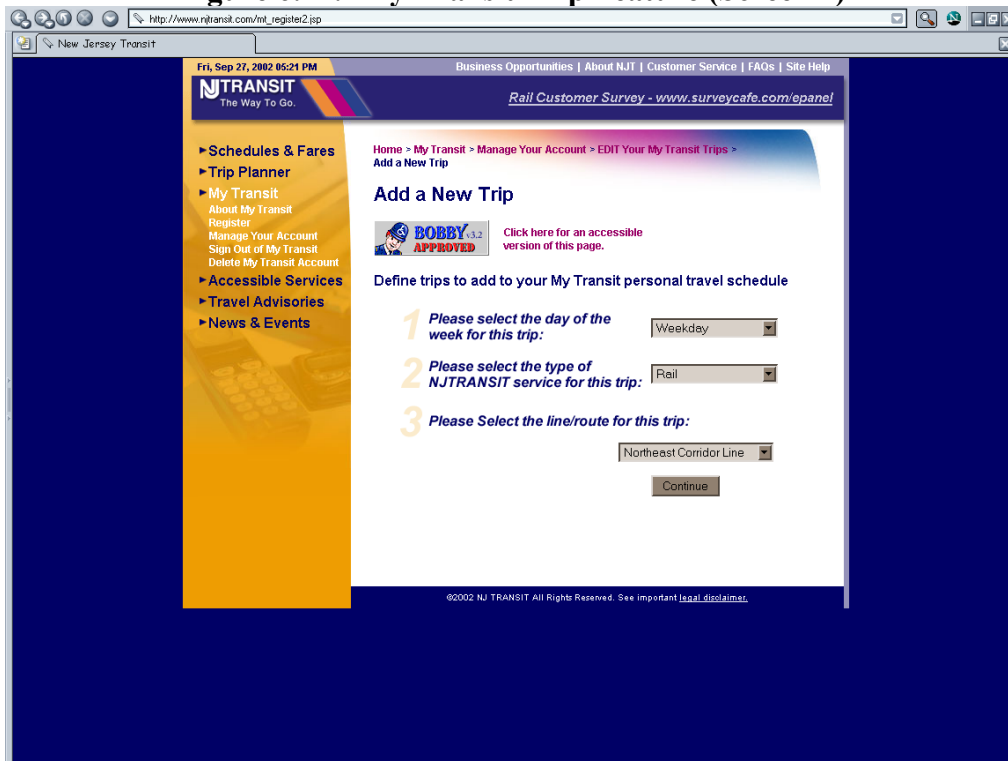 http://www.njtransit.com/mt_register2.jsp
New Jersey Transit
Fri, Sep 27, 2002 05:21 PM
Business Opportunities | About NJT | Customer Service | FAQs | Site Help
NJTRANSIT
The Way To Go.
Rail Customer Survey - www.surveycafe.com/epanel
Schedules & Fares
Trip Planner
My Transit
About My Transit
Register
Manage Your Account
Sign Out of My Transit
Delete My Transit Account
Accessible Services
Travel Advisories
News & Events
Home > My Transit > Manage Your Account > EDIT Your My Transit Trips >
Add a New Trip
Add a New Trip
BOBBY v3.2
APPROVED
Click here for an accessible
version of this page.
Define trips to add to your My Transit personal travel schedule
1 Please select the day of the
week for this trip:
Weekday
2 Please select the type of
NJTRANSIT service for this trip:
Rail
3 Please Select the line/route for this trip:
Northeast Corridor Line
Continue
©2002 NJ TRANSIT All Rights Reserved. See important legal disclaimer.